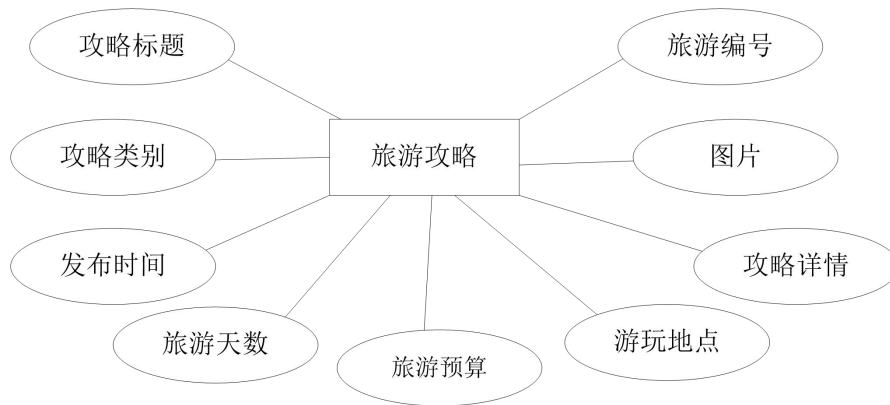 攻略标题
旅游编号
攻略类别
旅游攻略
图片
发布时间
攻略详情
旅游天数
旅游预算
游玩地点